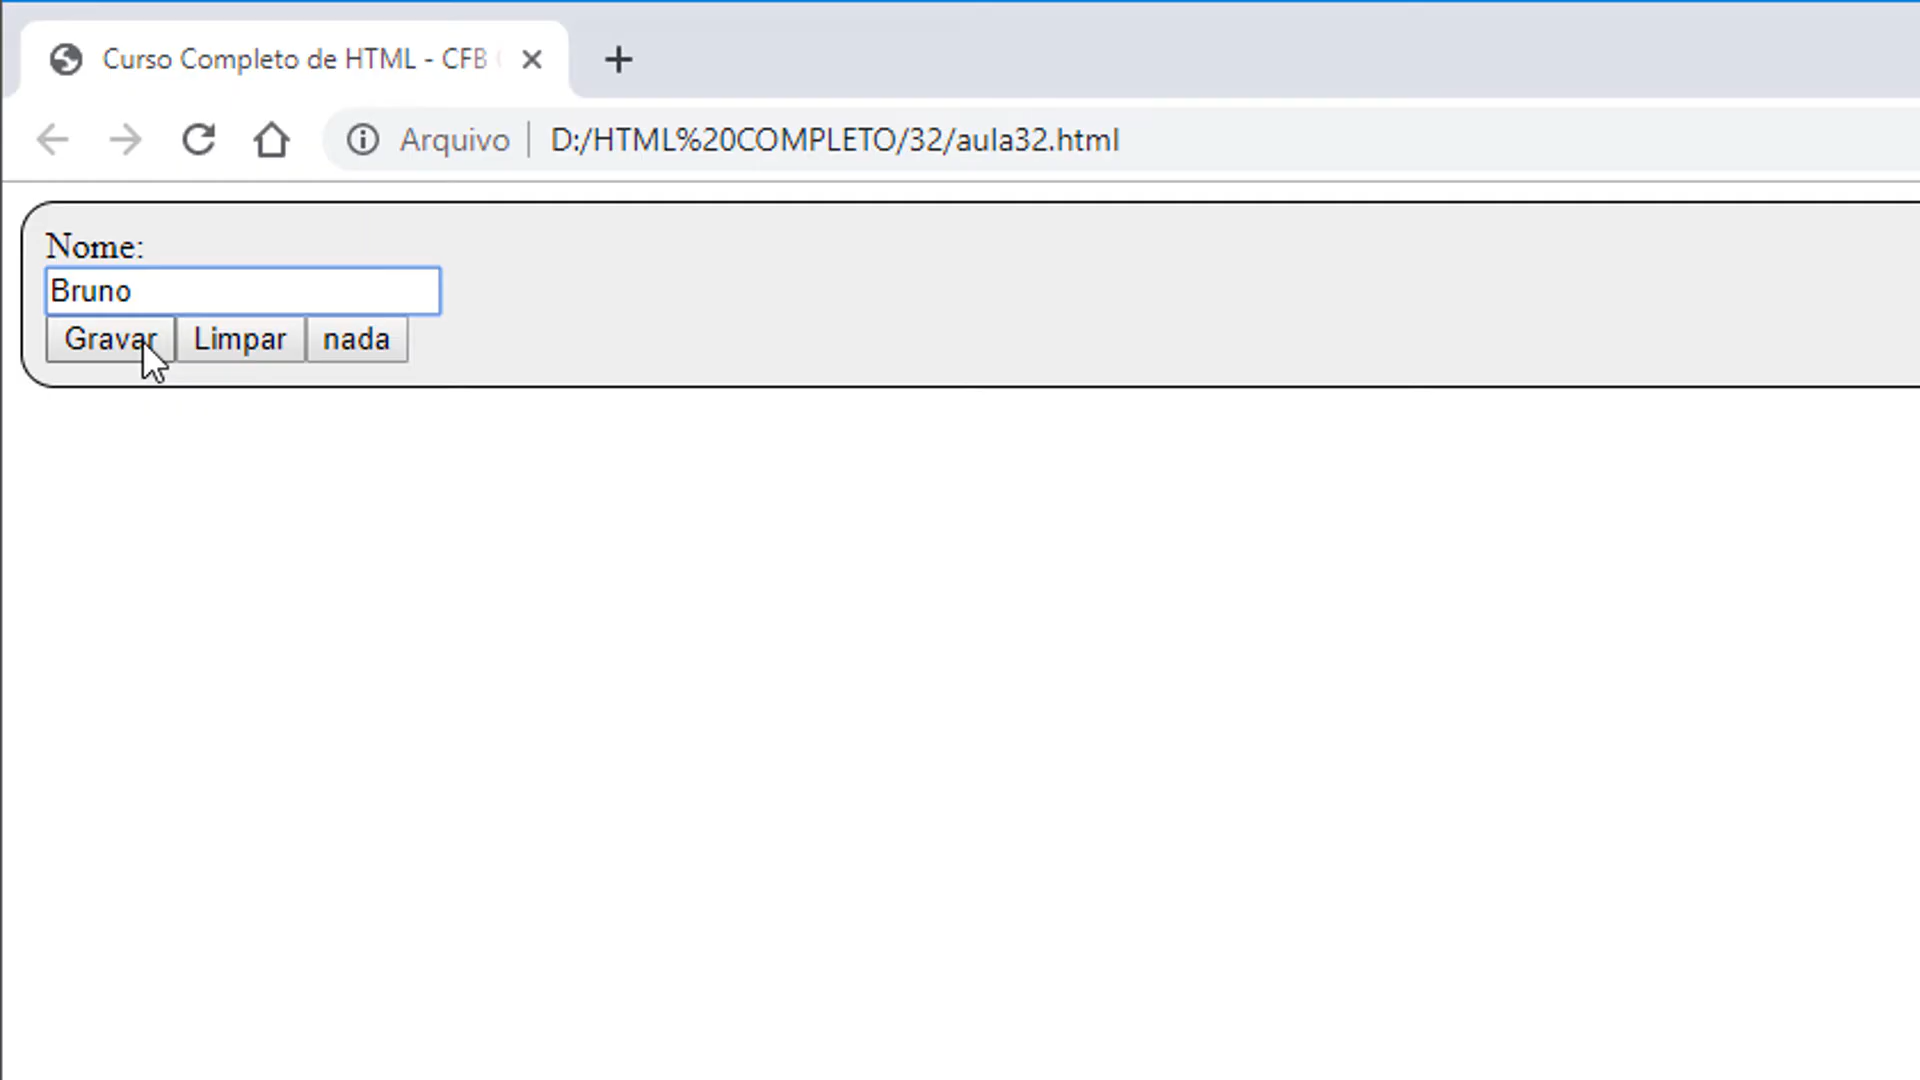 Curso Completo de HTML - CFB
Arquivo D:/HTML%20COMPLETO/32/aula32.html
Nome:
Bruno
Gravar Limpar nada